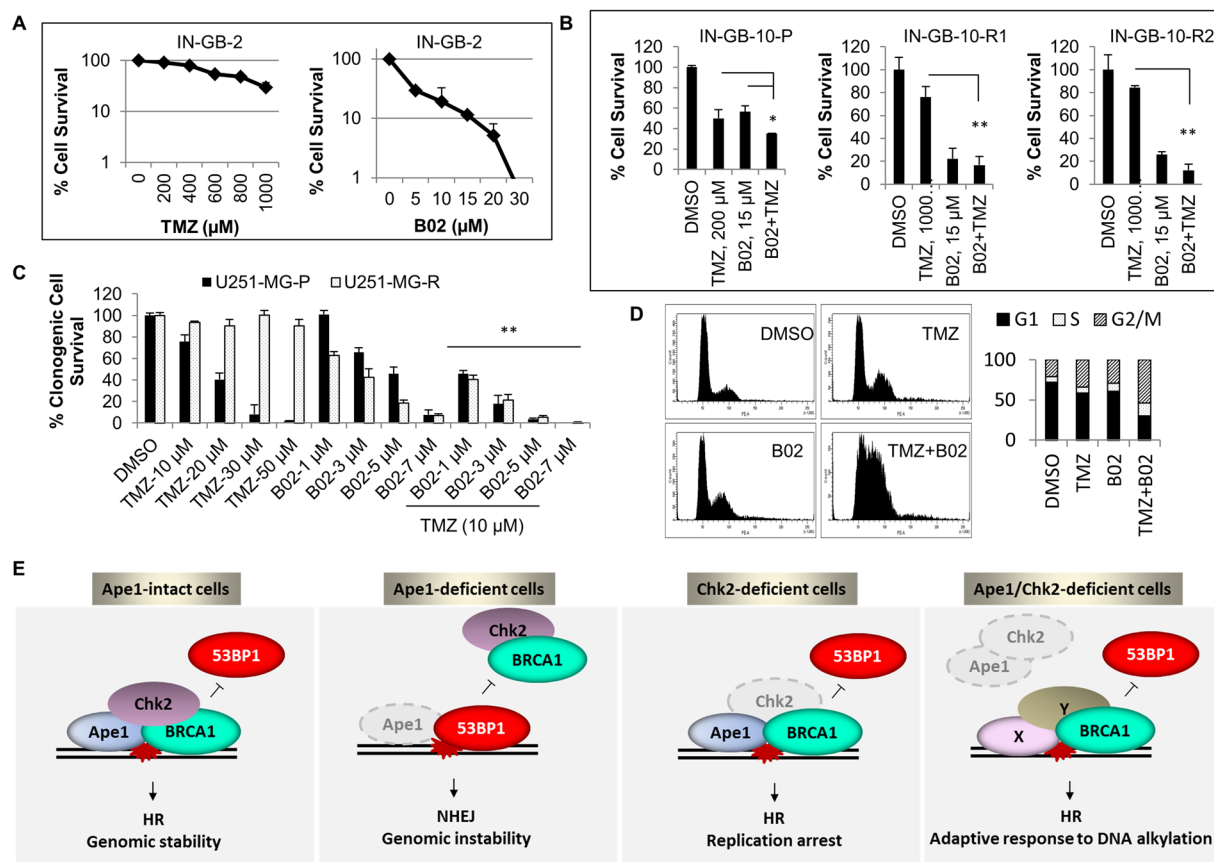 A
IN-GB-2
100
10
1
% Cell Survival
0
200
400
600
800
1000
TMZ (µM)
IN-GB-2
100
10
1
% Cell Survival
0
5
10
15
20
30
B02 (µM)
B
IN-GB-10-P
120
100
80
60
40
20
0
% Cell Survival
*
DMSO
TMZ, 200 µM
B02, 15 µM
B02+TMZ
IN-GB-10-R1
120
100
80
60
40
20
0
% Cell Survival
**
DMSO
TMZ, 1000…
B02, 15 µM
B02+TMZ
IN-GB-10-R2
120
100
80
60
40
20
0
% Cell Survival
**
DMSO
TMZ, 1000…
B02, 15 µM
B02+TMZ
C
U251-MG-P
U251-MG-R
120
100
80
60
40
20
0
% Clonogenic Cell
Survival
**
DMSO
TMZ-10 µM
TMZ-20 µM
TMZ-30 µM
TMZ-50 µM
B02-1 µM
B02-3 µM
B02-5 µM
B02-7 µM
B02-1 µM
B02-3 µM
B02-5 µM
B02-7 µM
TMZ (10 µM)
D
DMSO
TMZ
B02
TMZ+B02
G1
S
G2/M
100
50
0
DMSO
TMZ
B02
TMZ+B02
E
Ape1-intact cells
53BP1
Chk2
Ape1
BRCA1
HR
Genomic stability
Ape1-deficient cells
Chk2
BRCA1
Ape1
53BP1
NHEJ
Genomic instability
Chk2-deficient cells
53BP1
Chk2
Ape1
BRCA1
HR
Replication arrest
Ape1/Chk2-deficient cells
Chk2
Ape1
53BP1
Y
X
BRCA1
HR
Adaptive response to DNA alkylation